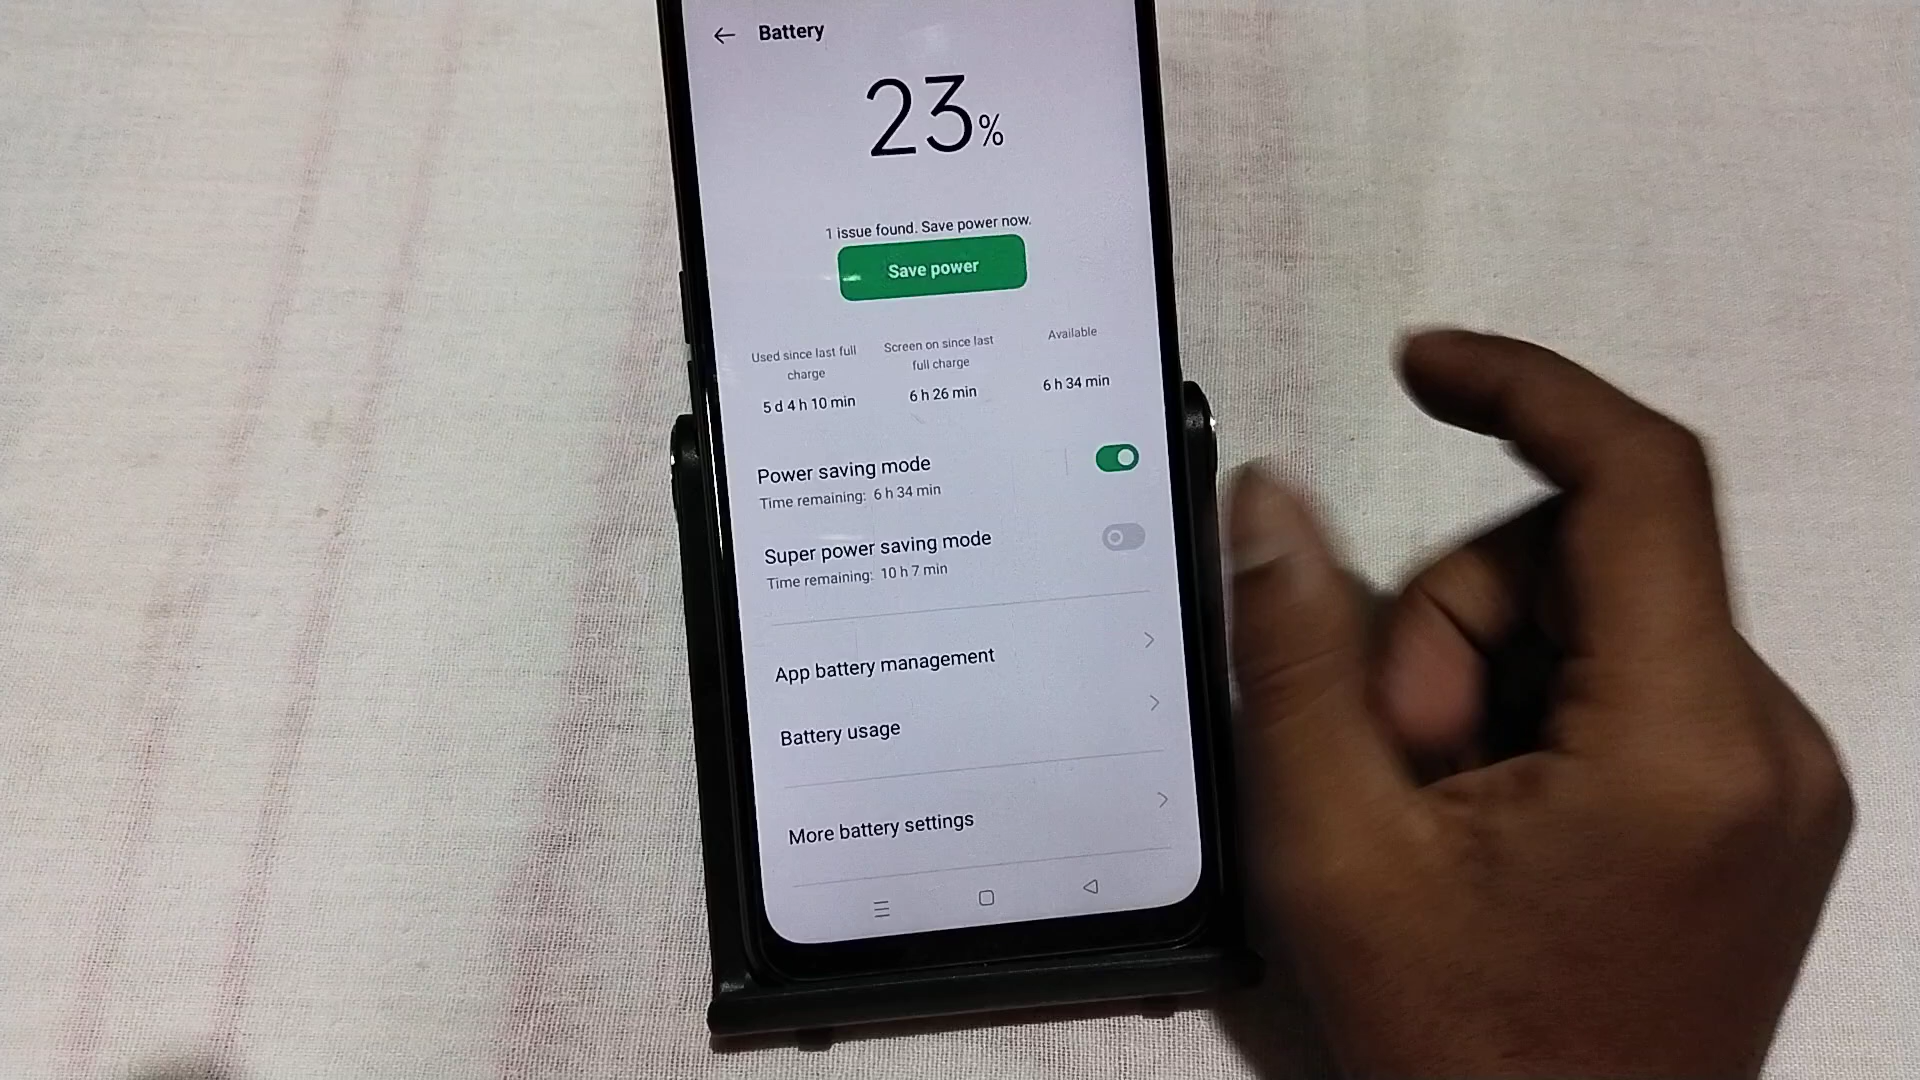 Battery
23%
1 issue found. Save power now.
Save power
Used since last full
charge
5 d 4 h 10 min
Screen on since last
full charge
6 h 26 min
Available
6 h 34 min
Power saving mode
Time remaining: 6 h 34 min
Super power saving mode
Time remaining: 10 h 7 min
App battery management
Battery usage
More battery settings